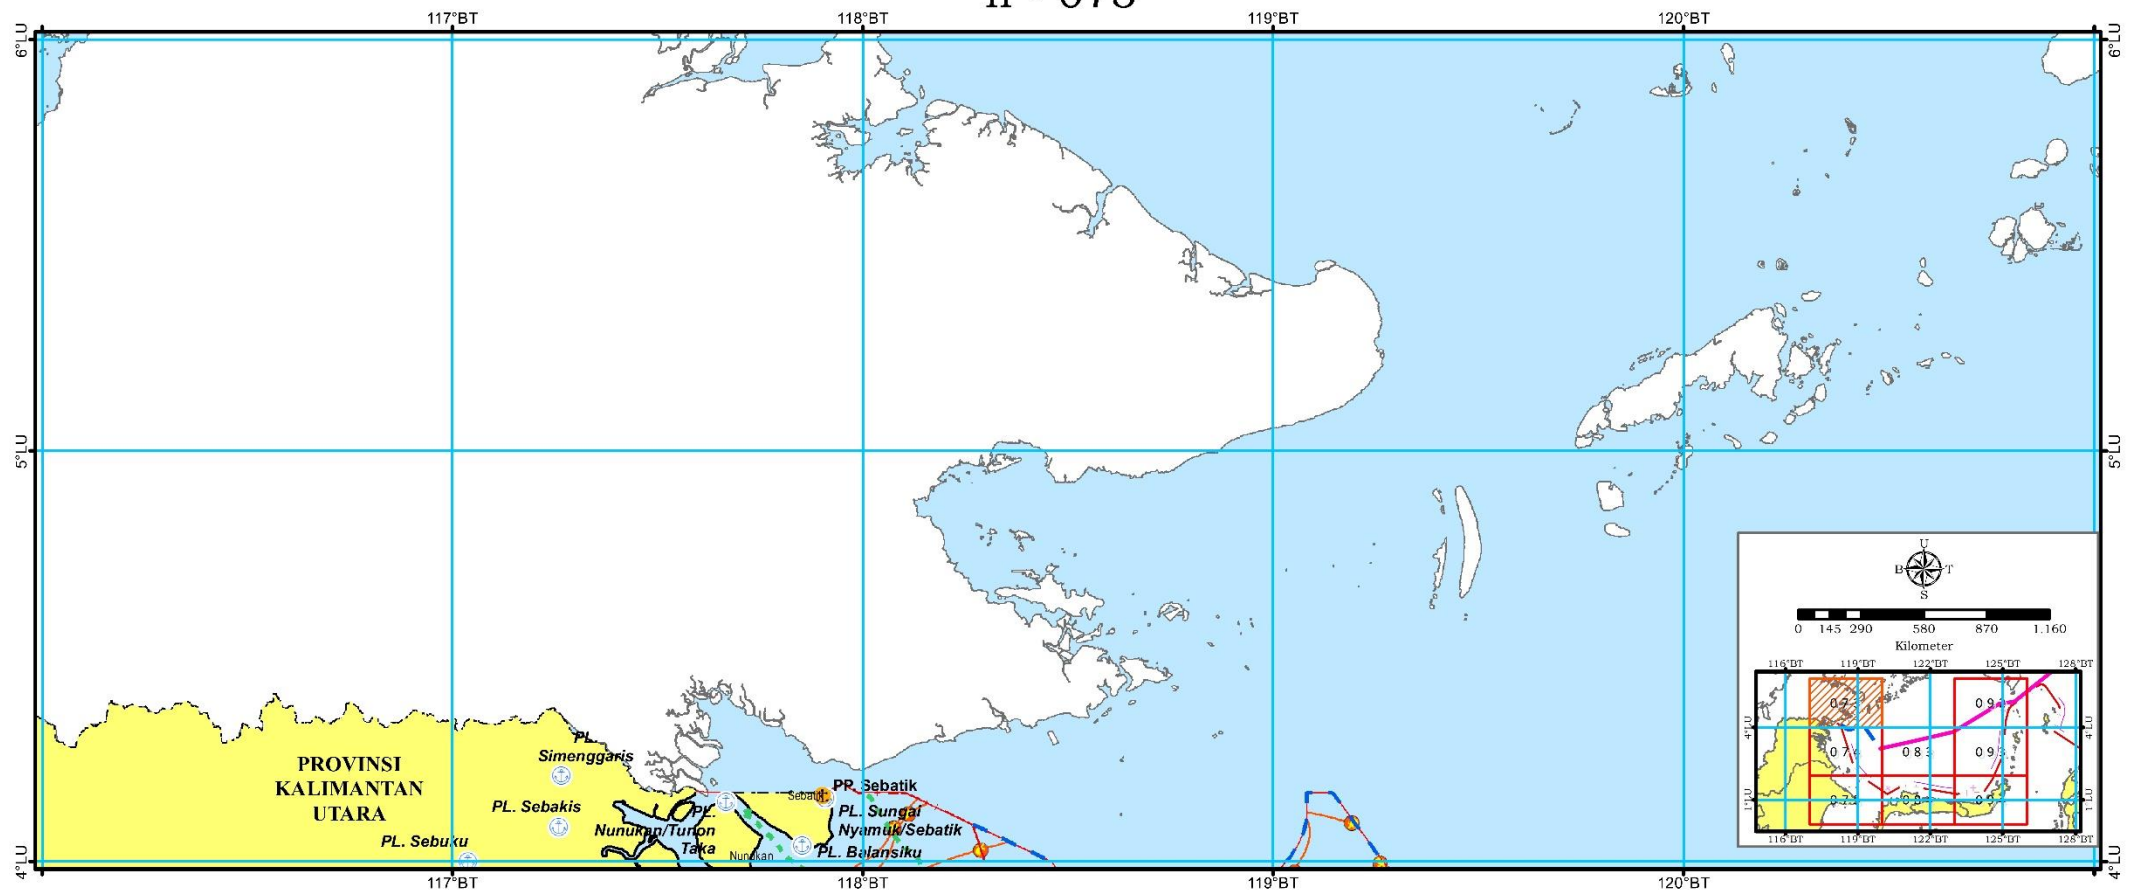 117°BT
118°BT
119°BT
120°BT
6°LU
6°LU
5°LU
5°LU
4°LU
4°LU
PROVINSI
KALIMANTAN
UTARA
PL.
Simenggaris
PL. Sebakis
PL. Sebuku
PL.
Nunukan/Tunon
Taka
Nunukan
Sebatik
PP. Sebatik
PL. Sungai
Nyamuk/Sebatik
PL. Balansiku
117°BT
118°BT
119°BT
120°BT
U
B
T
S
0 145 290 580 870 1.160
Kilometer
116°BT 119°BT 122°BT 125°BT 128°BT
4°LU
4°LU
083
1°LU
1°LU
116°BT 119°BT 122°BT 125°BT 128°BT